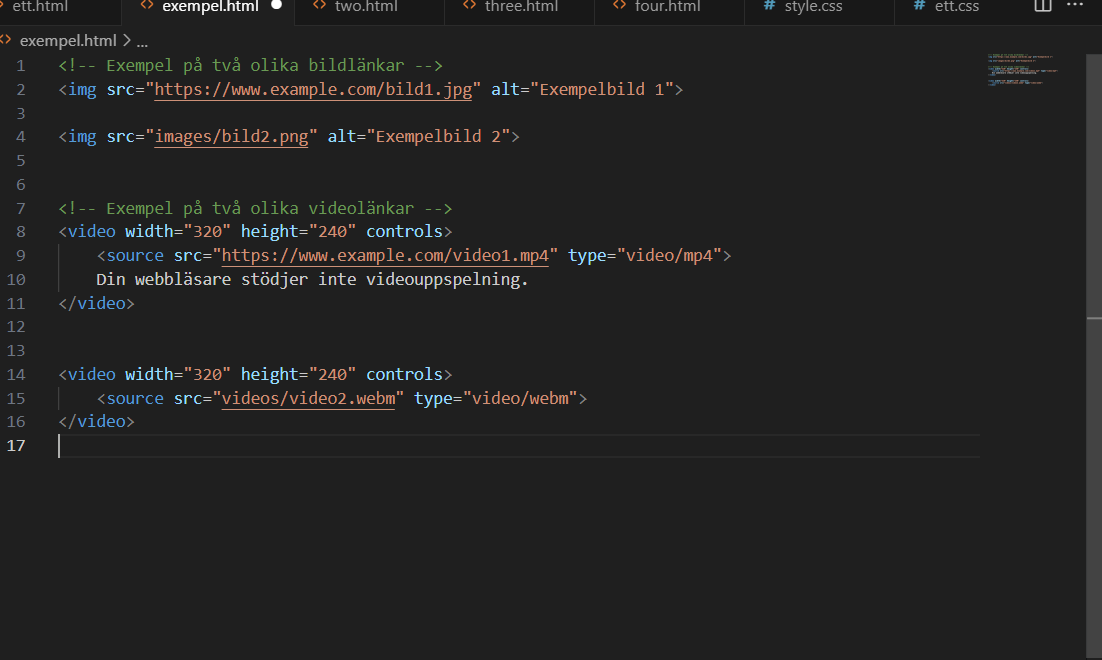 ett.html exempel.html two.html three.html four.html # style.css # ett.css ...
exempel.html > ...
1 <!-- Exempel på två olika bildlänkar -->
2 <img src="https://www.example.com/bild1.jpg" alt="Exempelbild 1">
3
4 <img src="images/bild2.png" alt="Exempelbild 2">
5
6
7 <!-- Exempel på två olika videolänkar -->
8 <video width="320" height="240" controls>
9 <source src="https://www.example.com/video1.mp4" type="video/mp4">
10 Din webbläsare stödjer inte videouppspelning.
11 </video>
12
13
14 <video width="320" height="240" controls>
15 <source src="videos/video2.webm" type="video/webm">
16 </video>
17